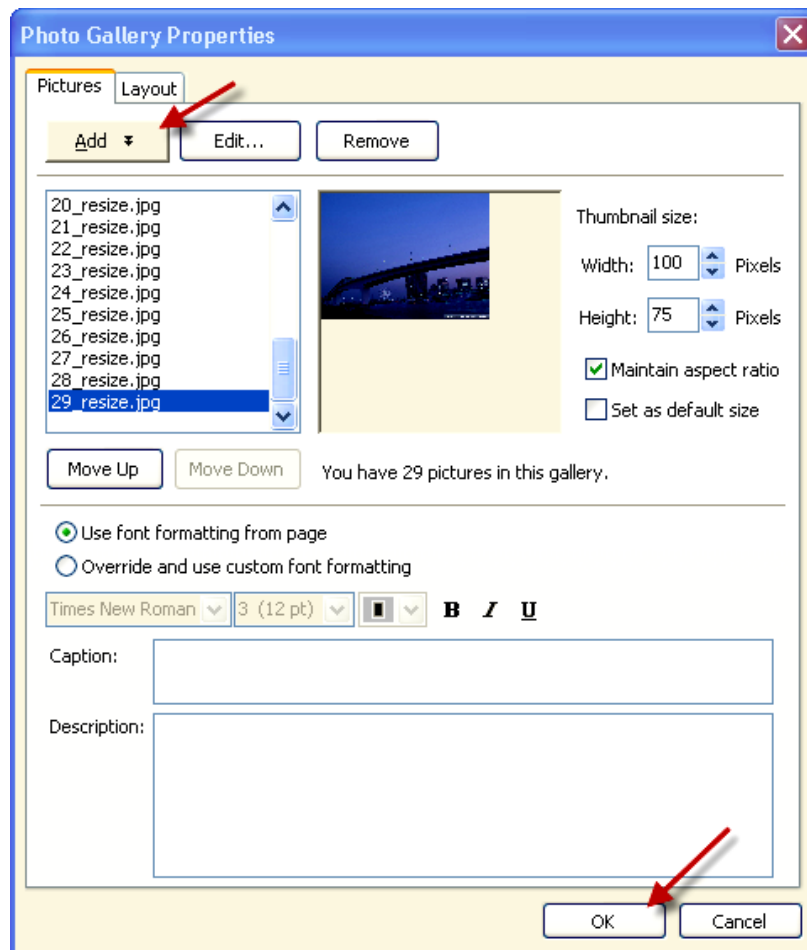 Photo Gallery Properties
Pictures Layout
Add Edit... Remove
20_resize.jpg
21_resize.jpg
22_resize.jpg
23_resize.jpg
24_resize.jpg
25_resize.jpg
26_resize.jpg
27_resize.jpg
28_resize.jpg
29_resize.jpg
Thumbnail size:
Width: 100 Pixels
Height: 75 Pixels
Maintain aspect ratio
Set as default size
Move Up Move Down You have 29 pictures in this gallery.
Use font formatting from page
Override and use custom font formatting
Times New Roman 3 (12 pt) B I U
Caption:
Description:
OK Cancel